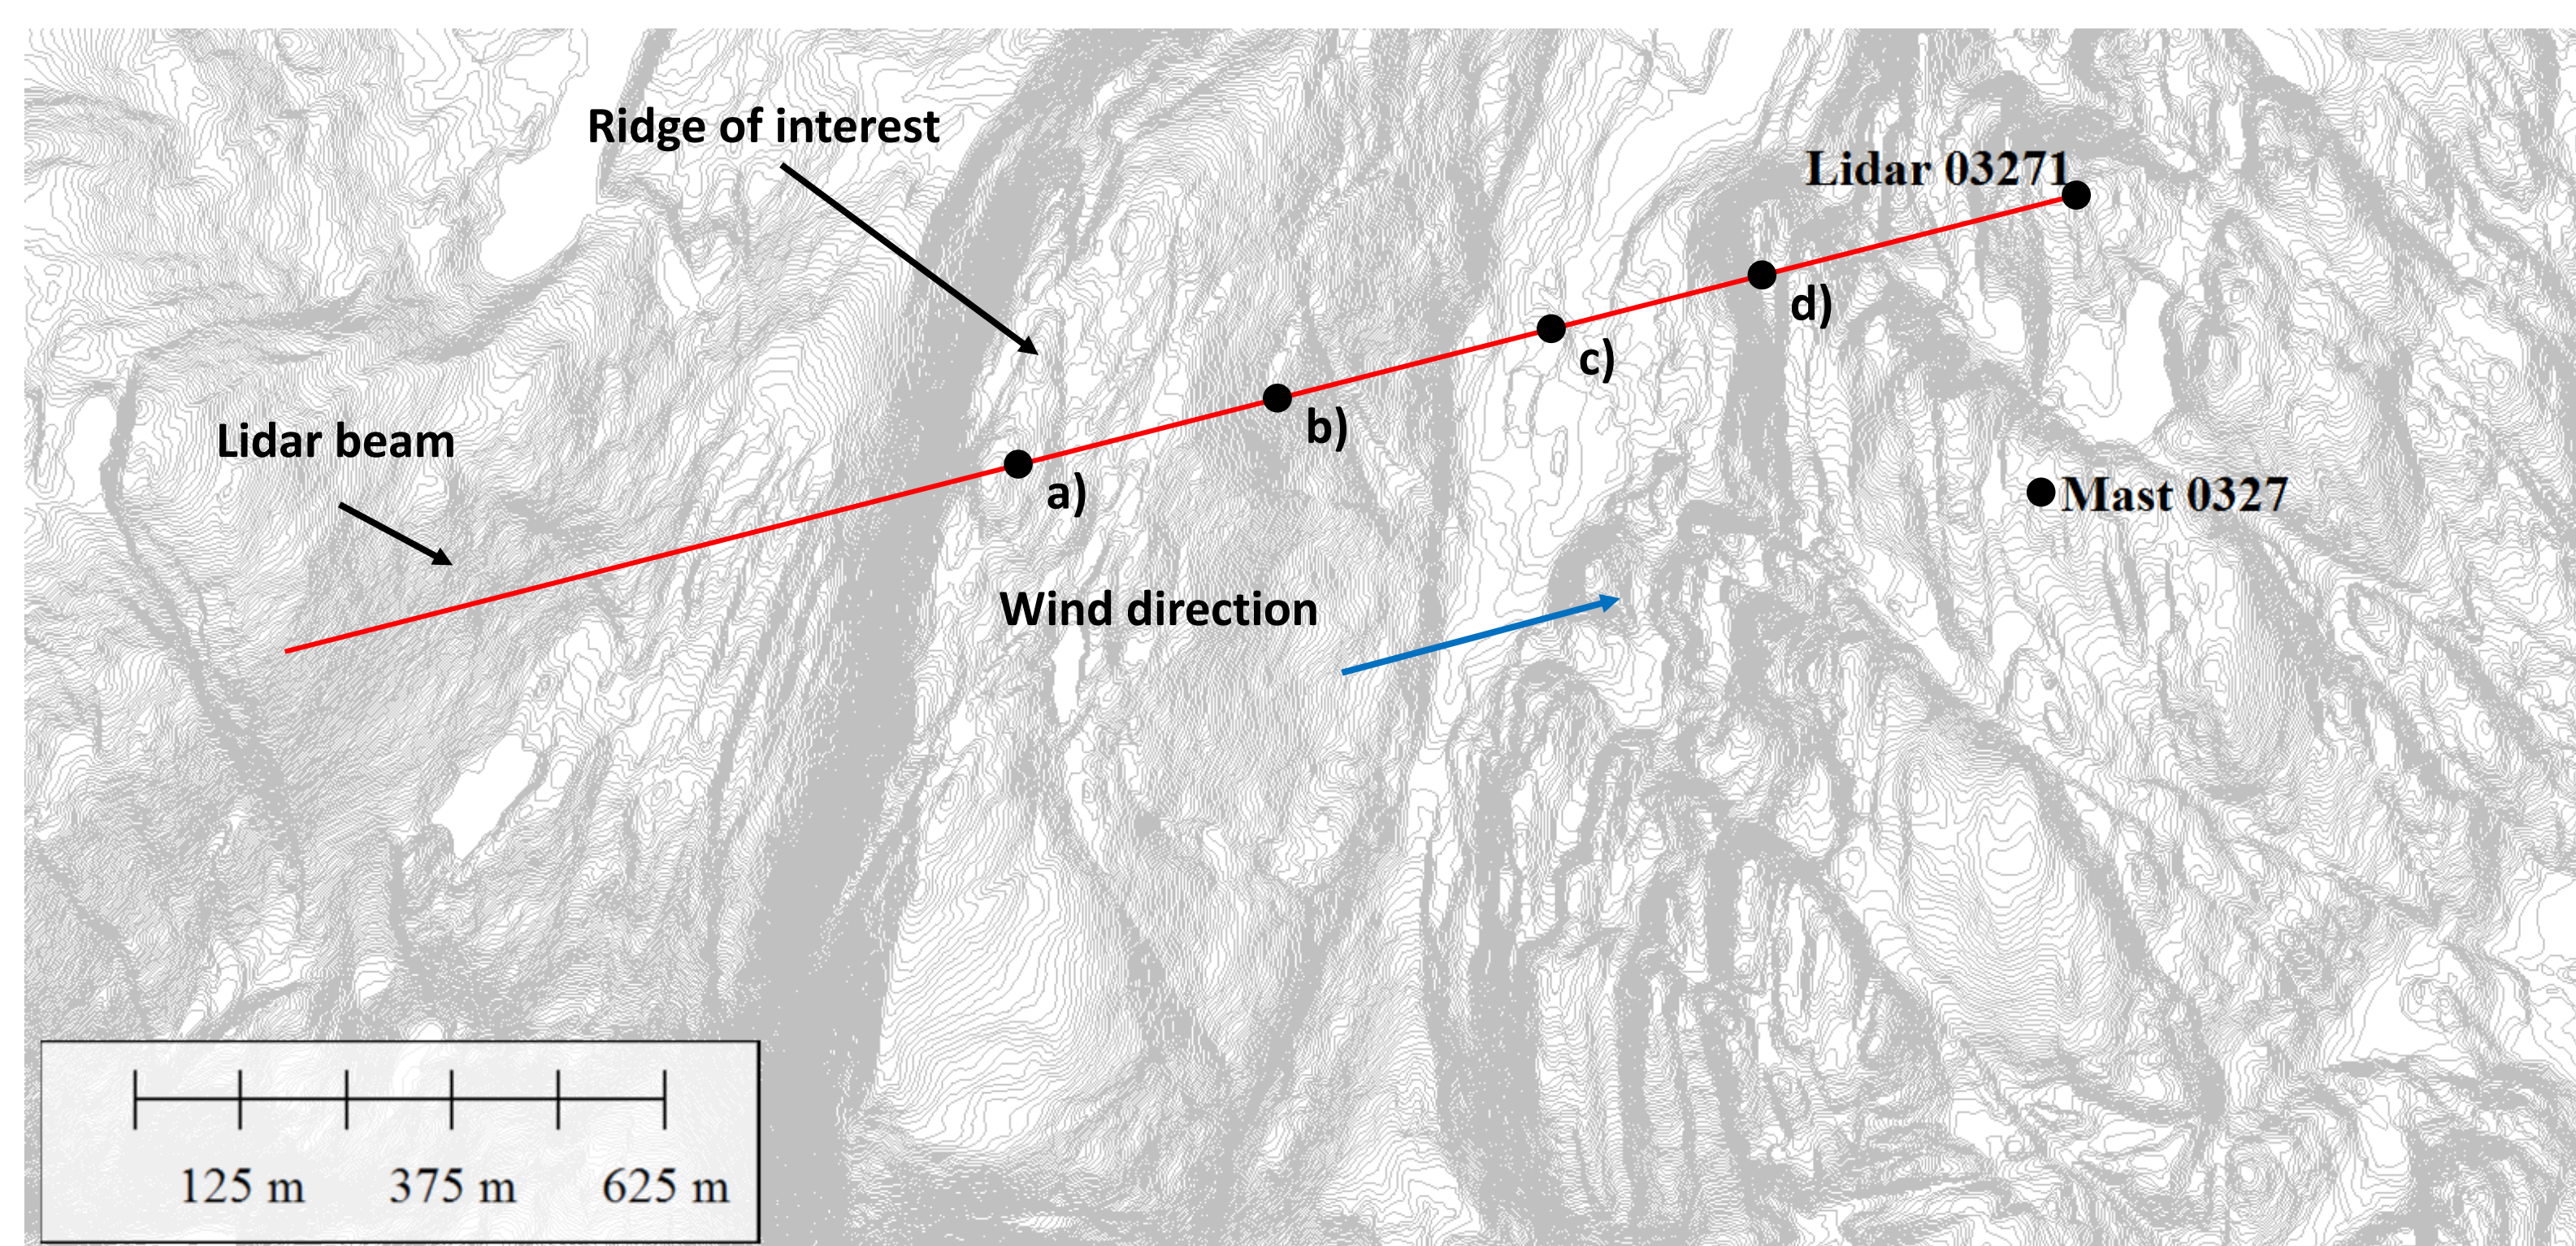 Ridge of interest
Lidar 03271
d)
c)
b)
Lidar beam
a)
Mast 0327
Wind direction
125 m 375 m 625 m